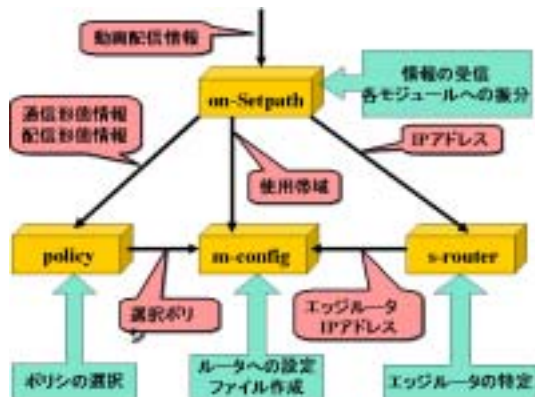 動画配信情報
on-Setpath
情報の受信
各モジュールへの振分
通信形値情報
配信形値情報
IPアドレス
使用帯域
policy
m-config
s-router
選択ポリ
シ
エッジルータ
IPアドレス
ポリシの選択
ルータへの設定
ファイル作成
エッジルータの特定